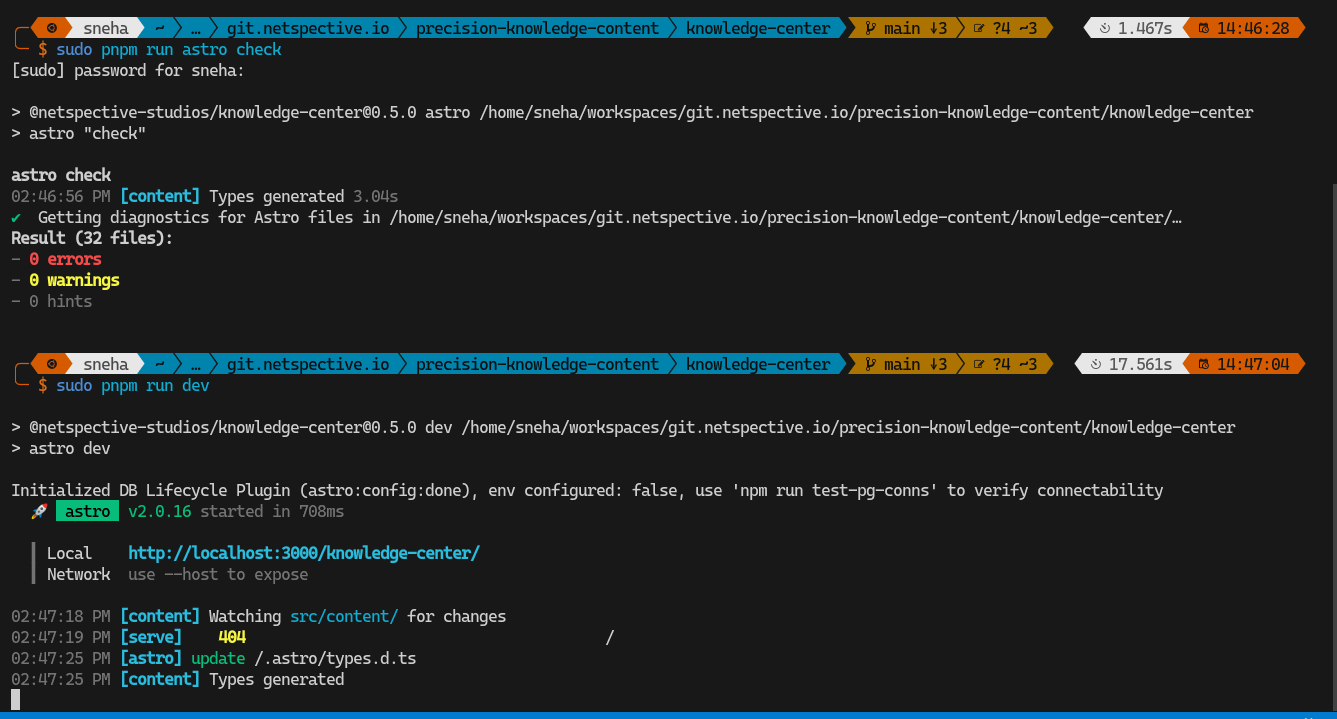 sneha ~ … git.netspective.io precision-knowledge-content knowledge-center main ↓3 ?4 ~3 1.467s 14:46:28
$ sudo pnpm run astro check
[sudo] password for sneha:
> @netspective-studios/knowledge-center@0.5.0 astro /home/sneha/workspaces/git.netspective.io/precision-knowledge-content/knowledge-center
> astro "check"
astro check
02:46:56 PM [content] Types generated 3.04s
✔ Getting diagnostics for Astro files in /home/sneha/workspaces/git.netspective.io/precision-knowledge-content/knowledge-center/…
Result (32 files):
- 0 errors
- 0 warnings
- 0 hints
sneha ~ … git.netspective.io precision-knowledge-content knowledge-center main ↓3 ?4 ~3 17.561s 14:47:04
$ sudo pnpm run dev
> @netspective-studios/knowledge-center@0.5.0 dev /home/sneha/workspaces/git.netspective.io/precision-knowledge-content/knowledge-center
> astro dev
Initialized DB Lifecycle Plugin (astro:config:done), env configured: false, use 'npm run test-pg-conns' to verify connectability
🚀 astro v2.0.16 started in 708ms
Local http://localhost:3000/knowledge-center/
Network use --host to expose
02:47:18 PM [content] Watching src/content/ for changes
02:47:19 PM [serve] 404 /
02:47:25 PM [astro] update /.astro/types.d.ts
02:47:25 PM [content] Types generated